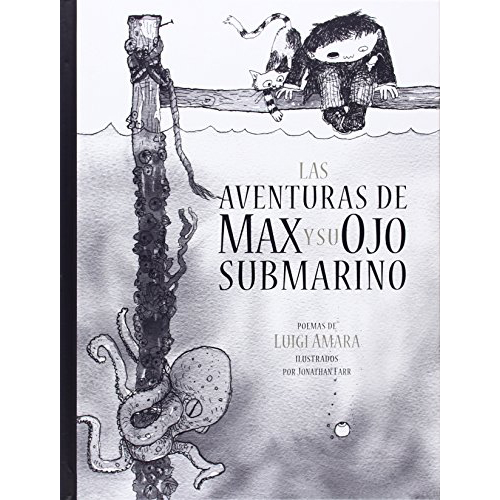 LAS
AVENTURAS DE
MAX Y SU OJO
SUBMARINO
POEMAS DE
LUIGI AMARA
ILUSTRADOS
POR JONATHAN FARR